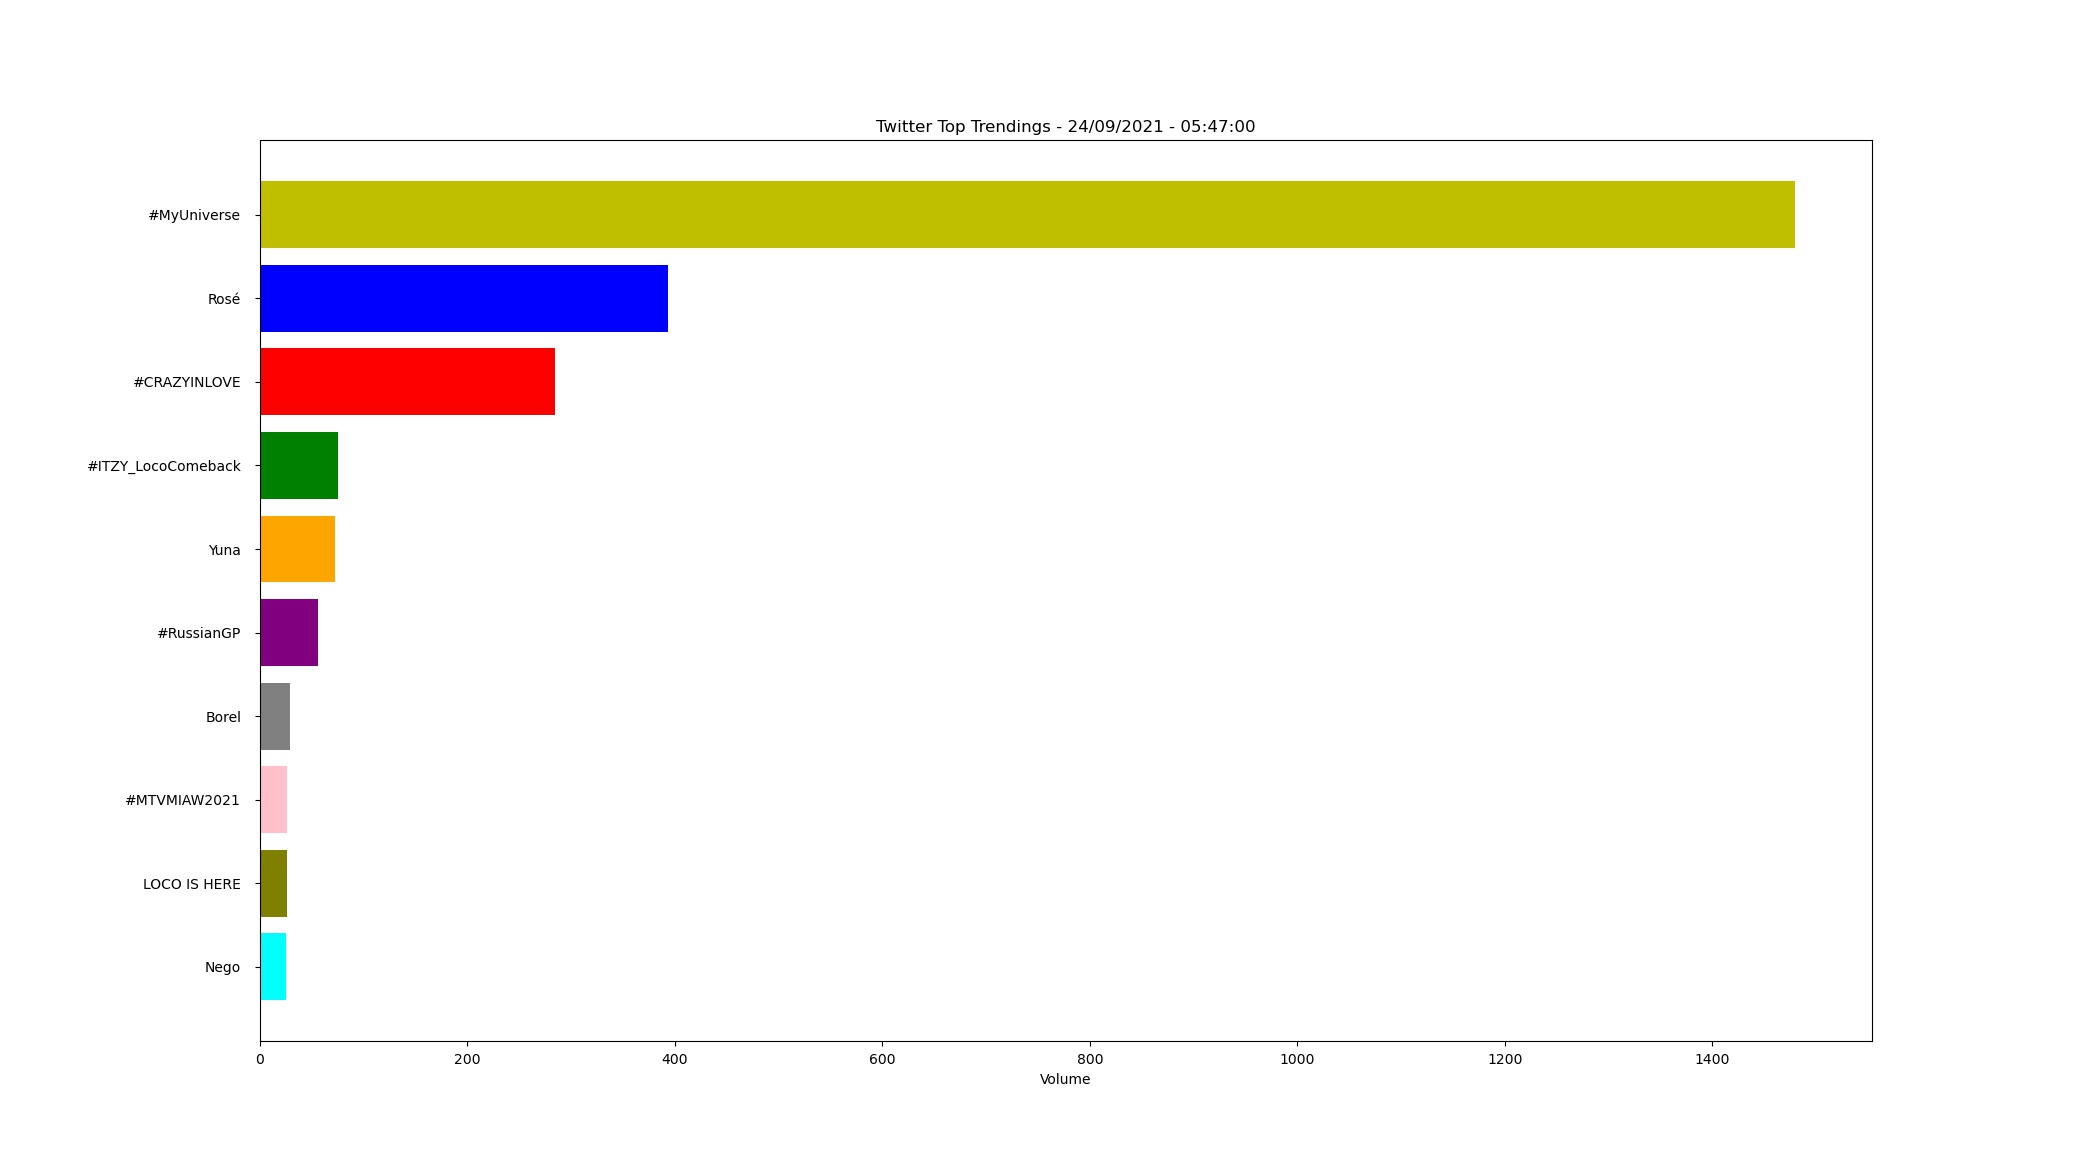 Twitter Top Trendings - 24/09/2021 - 05:47:00
#MyUniverse
Rosé
#CRAZYINLOVE
#ITZY_LocoComeback
Yuna
#RussianGP
Borel
#MTVMIAW2021
LOCO IS HERE
Nego
0 200 400 600 800 1000 1200 1400
Volume